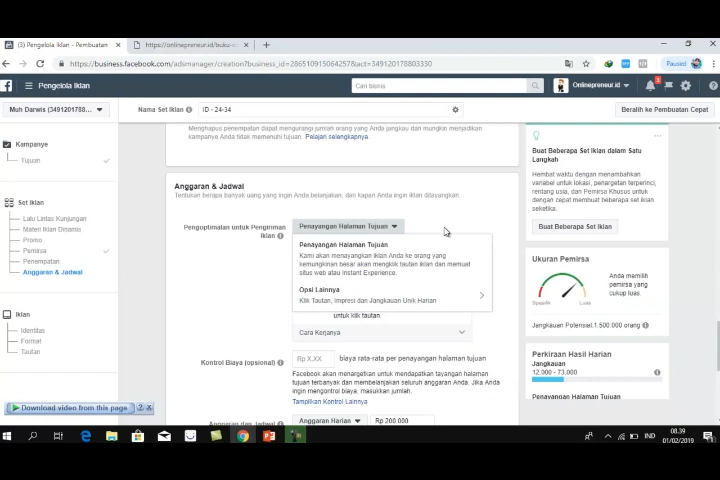 (3) Pengelola Iklan - Pembuatan
https://onlinepreneur.id/buku-o
https://business.facebook.com/adsmanager/creation?business_id=286510915064257&act=3491201788033​30
Paused
Pengelola Iklan
Cari bisnis
Onlinepreneur.id
Muh Darwis (3491201788...
Nama Set Iklan
ID - 24-34
Beralih ke Pembuatan Cepat
Kampanye
Tujuan
Set Iklan
Lalu Lintas Kunjungan
Materi Iklan Dinamis
Promo
Pemirsa
Penempatan
Anggaran & Jadwal
Iklan
Identitas
Format
Tautan
Menghapus penempatan dapat mengurangi jumlah orang yang Anda jangkau dan mungkin menjadikan
kampanye Anda tidak memenuhi tujuan. Pelajari selangkapnya.
Anggaran & Jadwal
Tentukan berapa banyak uang yang ingin Anda belanjakan, dan kapan Anda ingin iklan ditayangkan.
Pengoptimalan untuk Pengiriman
Iklan
Penayangan Halaman Tujuan
Penayangan Halaman Tujuan
Kami akan menayangkan iklan Anda ke orang yang
kemungkinan besar akan mengklik tautan iklan dan memuat
situs web atau Instant Experience.
Opsi Lainnya
Klik Tautan, Impresi dan Jangkauan Unik Harian
untuk klik tautan.
Cara Kerjanya
Kontrol Biaya (opsional)
Rp X.XX
biaya rata-rata per penayangan halaman tujuan
Facebook akan menargetkan untuk mendapatkan tayangan halaman
tujuan terbanyak dan membelanjakan seluruh anggaran Anda. Jika Anda
ingin mengontrol biaya, masukkan jumlah.
Tampilkan Kontrol Lainnya
Anggaran dan Jadwal
Anggaran Harian
Rp 200.000
Buat Beberapa Set Iklan dalam Satu
Langkah
Hemat waktu dengan menambahkan
variabel untuk lokasi, penargetan terperinci,
rentang usia, dan Pemirsa Khusus untuk
dengan cepat membuat beberapa set iklan
seketika.
Buat Beberapa Set Iklan
Ukuran Pemirsa
Spesifik
Luas
Anda memilih
pemirsa yang
cukup luas.
Jangkauan Potensial:1.500.000 orang
Perkiraan Hasil Harian
Jangkauan
12.000 - 73.000
Penayangan Halaman Tujuan
Download video from this page
?
X
IND
08.39
01/02/2019